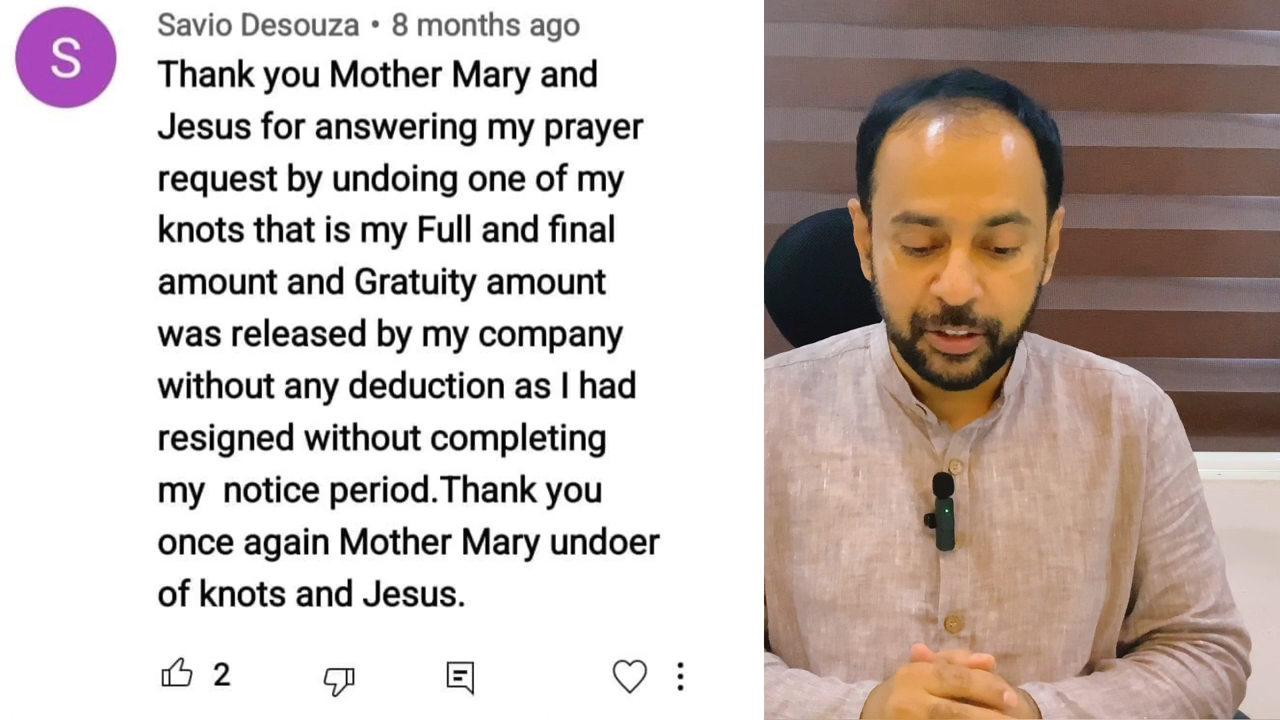 S
Savio Desouza • 8 months ago
Thank you Mother Mary and
Jesus for answering my prayer
request by undoing one of my
knots that is my Full and final
amount and Gratuity amount
was released by my company
without any deduction as I had
resigned without completing
my  notice period.Thank you
once again Mother Mary undoer
of knots and Jesus.
2